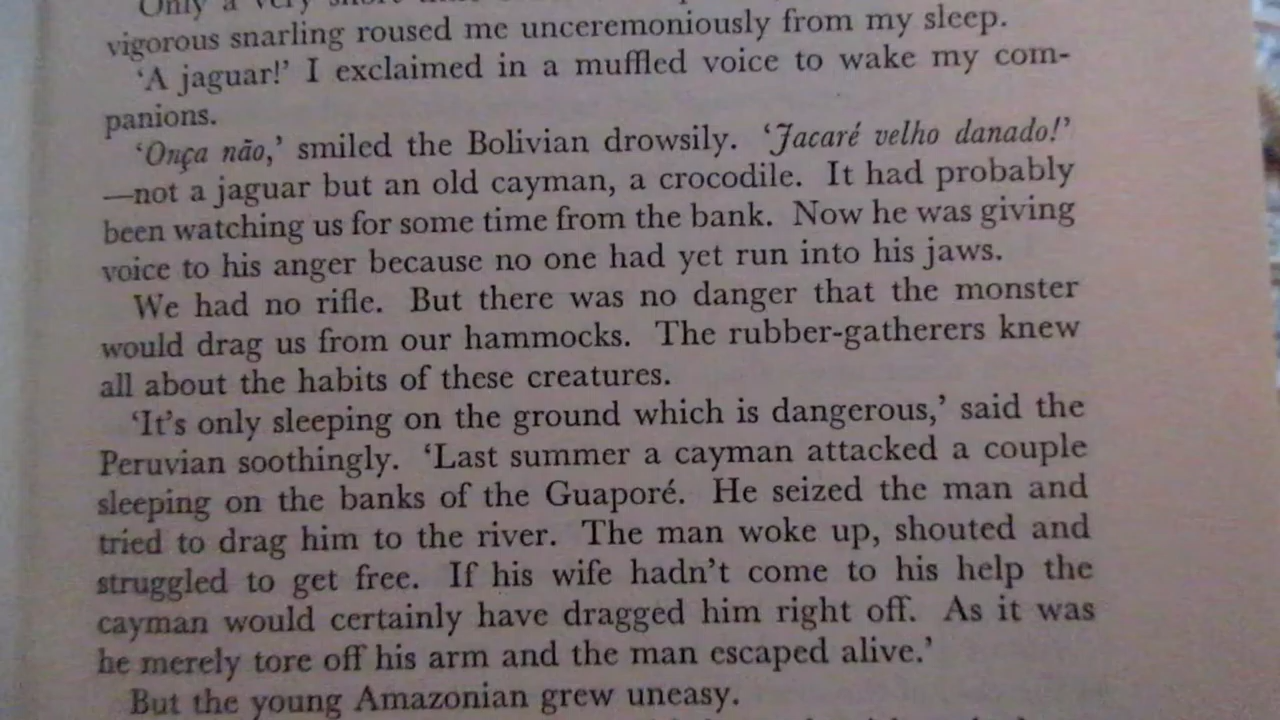 Only a very short
vigorous snarling roused me unceremoniously from my sleep.
‘A jaguar!’ I exclaimed in a muffled voice to wake my com-
panions.
‘Onça não,’ smiled the Bolivian drowsily. ‘Jacaré velho danado!’
—not a jaguar but an old cayman, a crocodile. It had probably
been watching us for some time from the bank. Now he was giving
voice to his anger because no one had yet run into his jaws.
We had no rifle. But there was no danger that the monster
would drag us from our hammocks. The rubber-gatherers knew
all about the habits of these creatures.
‘It’s only sleeping on the ground which is dangerous,’ said the
Peruvian soothingly. ‘Last summer a cayman attacked a couple
sleeping on the banks of the Guaporé. He seized the man and
tried to drag him to the river. The man woke up, shouted and
struggled to get free. If his wife hadn’t come to his help the
cayman would certainly have dragged him right off. As it was
he merely tore off his arm and the man escaped alive.’
But the young Amazonian grew uneasy.